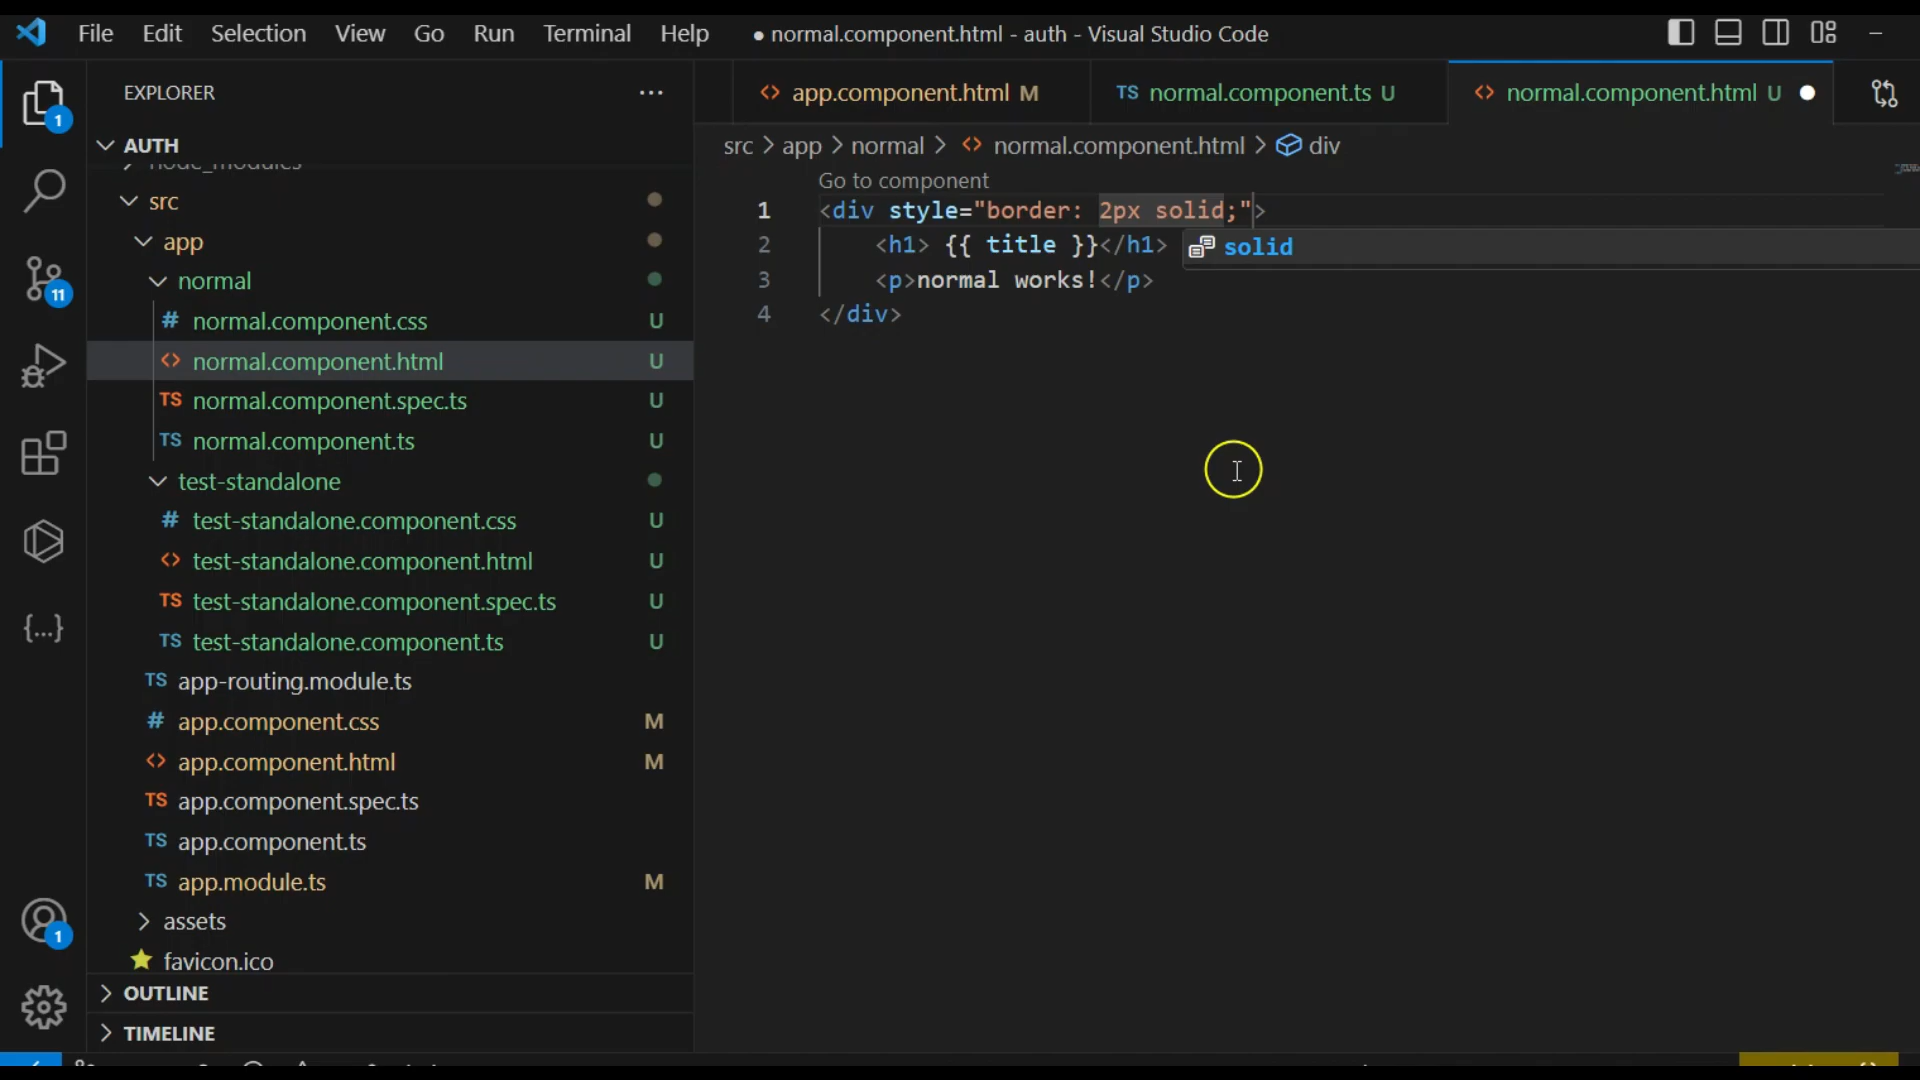 File Edit Selection View Go Run Terminal Help ● normal.component.html - auth - Visual Studio Code
EXPLORER ...
<> app.component.html M
TS normal.component.ts U
<> normal.component.html U
src > app > normal > <> normal.component.html > div
AUTH
node_modules
src
app
normal
# normal.component.css U
<> normal.component.html U
TS normal.component.spec.ts U
TS normal.component.ts U
test-standalone
# test-standalone.component.css U
<> test-standalone.component.html U
TS test-standalone.component.spec.ts U
TS test-standalone.component.ts U
TS app-routing.module.ts
# app.component.css M
<> app.component.html M
TS app.component.spec.ts
TS app.component.ts
TS app.module.ts M
assets
favicon.ico
OUTLINE
TIMELINE
1
11
{...}
1
Go to component
1 <div style="border: 2px solid;">
2 <h1> {{ title }}</h1>
solid
3 <p>normal works!</p>
4 </div>